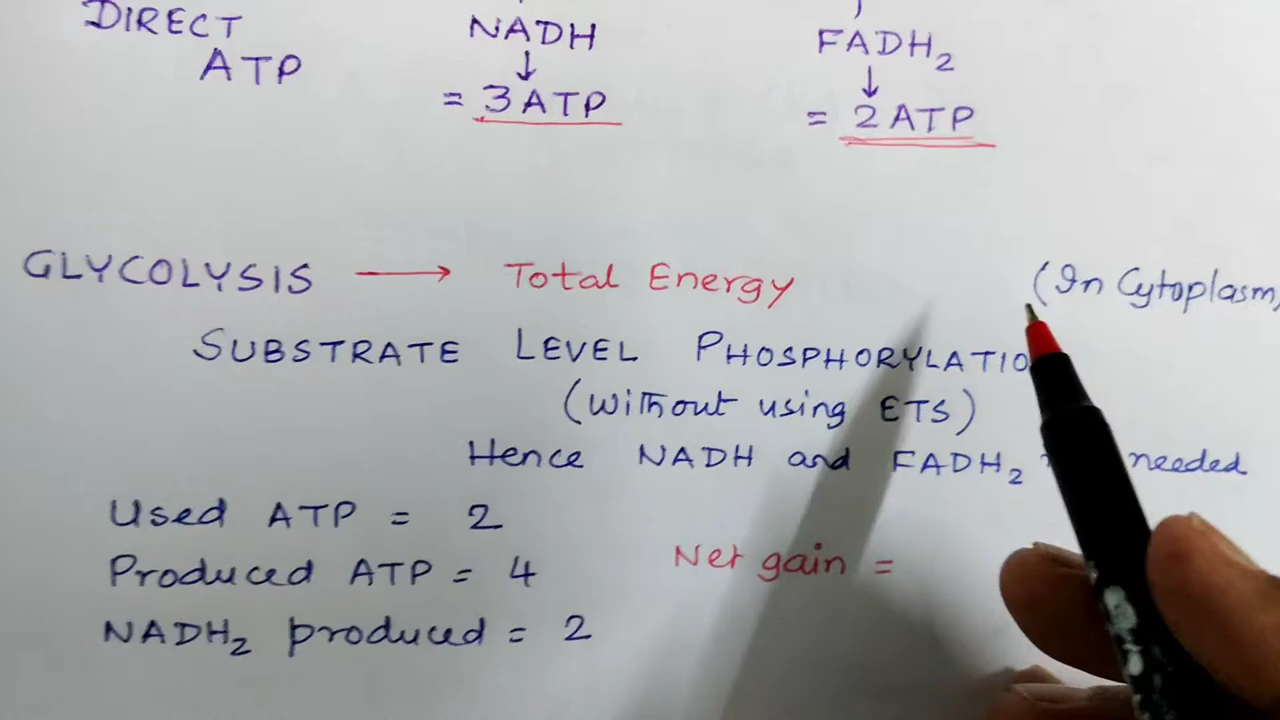 DIRECT ATP
NADH
↓
= 3 ATP
FADH2
↓
= 2 ATP
GLYCOLYSIS → Total Energy (In Cytoplasm)
SUBSTRATE LEVEL PHOSPHORYLATIO
(Without using ETS)
Hence NADH and FADH2 needed
Used ATP = 2
Produced ATP = 4
Net gain =
NADH2 produced = 2